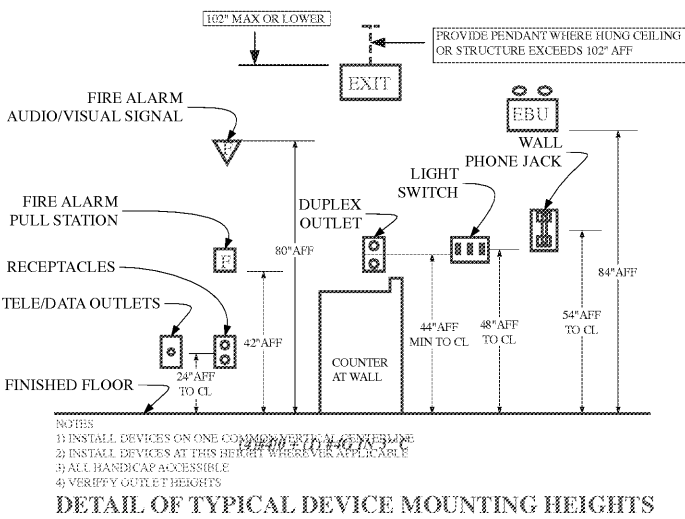 102" MAX OR LOWER
PROVIDE PENDANT WHERE HUNG CEILING
OR STRUCTURE EXCEEDS 102" AFF
EXIT
FIRE ALARM
AUDIO/VISUAL SIGNAL
F
EBU
WALL
PHONE JACK
LIGHT
SWITCH
DUPLEX
OUTLET
FIRE ALARM
PULL STATION
F
80"AFF
RECEPTACLES
84"AFF
TELE/DATA OUTLETS
42"AFF
44"AFF
MIN TO CL
48"AFF
TO CL
54"AFF
TO CL
24"AFF
TO CL
COUNTER
AT WALL
FINISHED FLOOR
NOTES
1) INSTALL DEVICES ON ONE COMMON VERTICAL CENTERLINE
2) INSTALL DEVICES AT THIS HEIGHT WHEREVER APPLICABLE
3) ALL HANDICAP ACCESSIBLE
4) VERIFFY OUTLET HEIGHTS
DETAIL OF TYPICAL DEVICE MOUNTING HEIGHTS